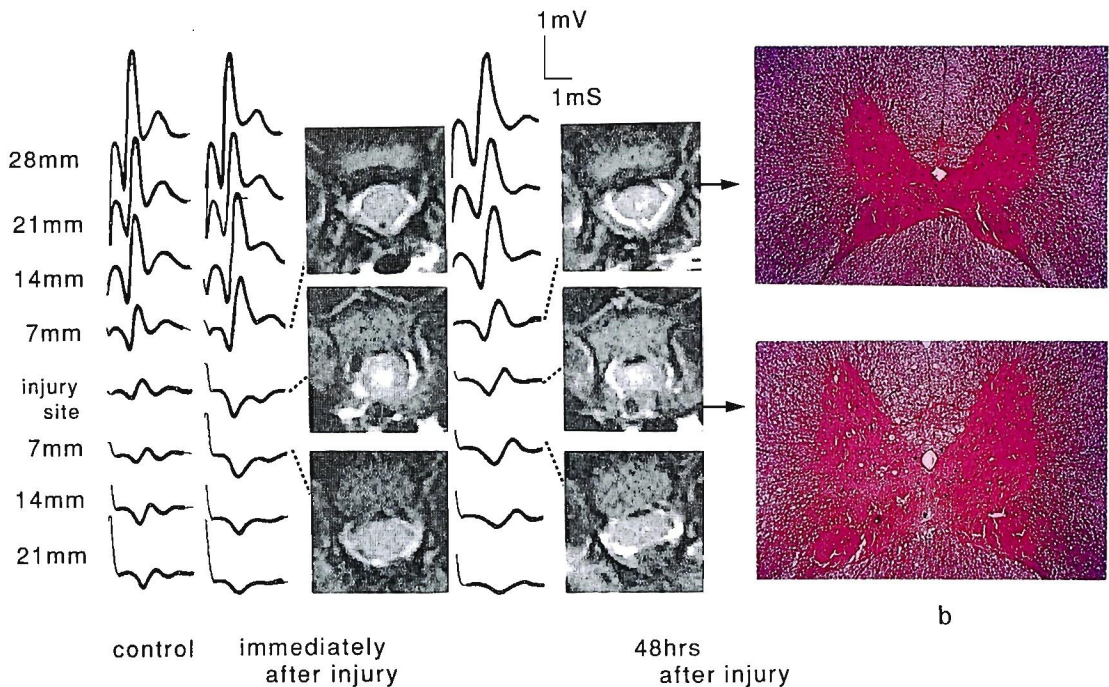 1mV
1mS
28mm
21mm
14mm
7mm
injury
site
7mm
14mm
21mm
control
immediately
after injury
48hrs
after injury
b